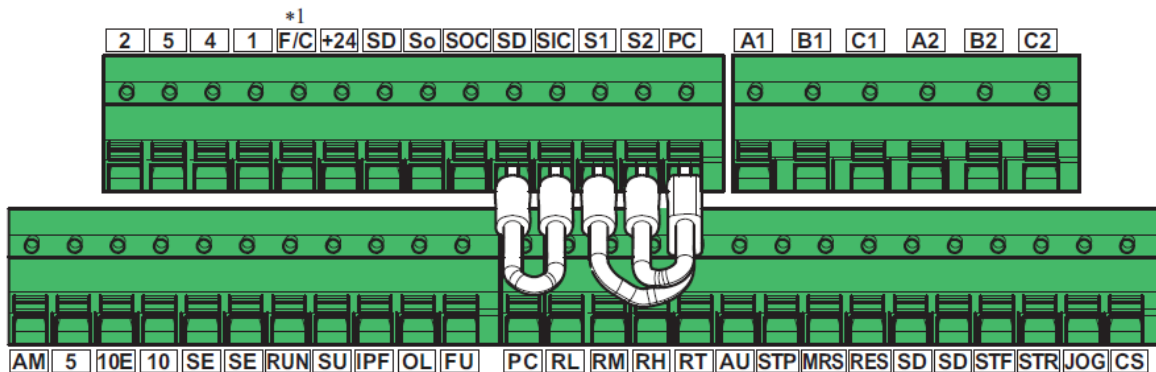 *1
2 5 4 1 F/C +24 SD So SOC SD SIC S1 S2 PC A1 B1 C1 A2 B2 C2
AM 5 10E 10 SE SE RUN SU IPF OL FU PC RL RM RH RT AU STP MRS RES SD SD STF STR JOG CS